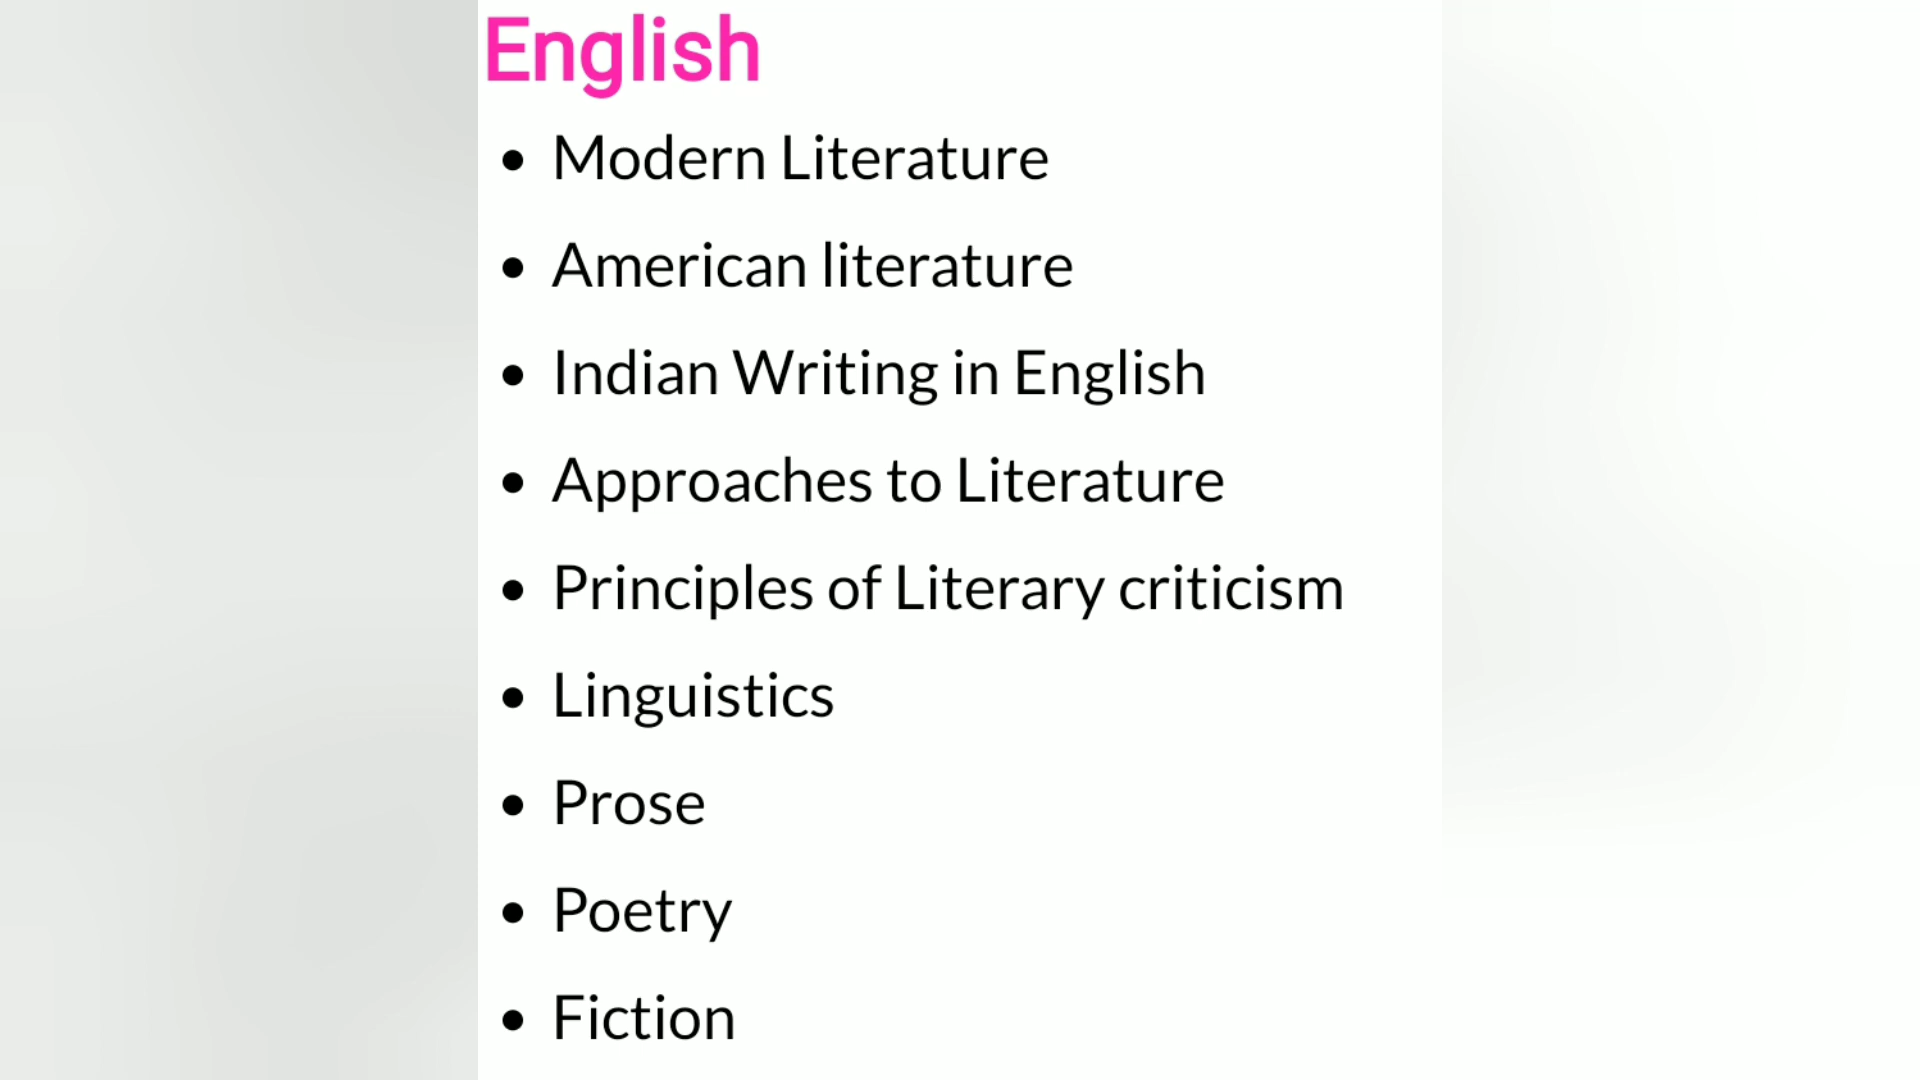 English
• Modern Literature
• American literature
• Indian Writing in English
• Approaches to Literature
• Principles of Literary criticism
• Linguistics
• Prose
• Poetry
• Fiction